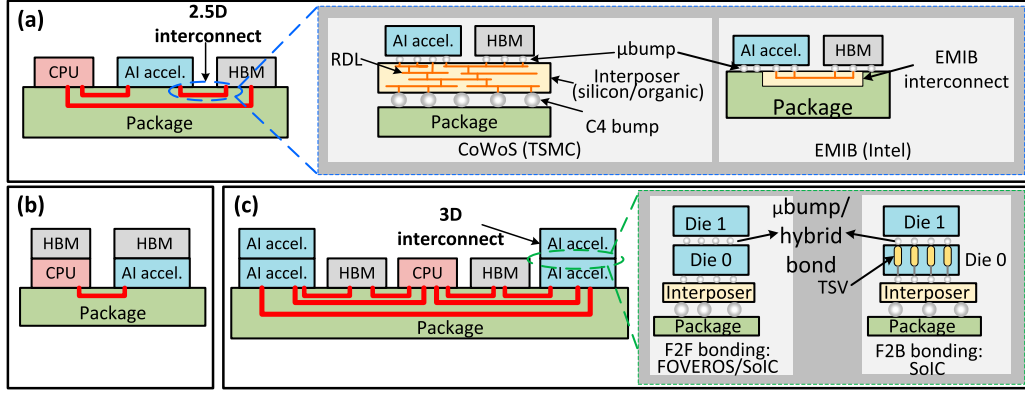 (a)
2.5D
interconnect
CPU
AI accel.
HBM
Package
AI accel.
HBM
RDL
μbump
Interposer
(silicon/organic)
C4 bump
Package
CoWoS (TSMC)
AI accel.
HBM
EMIB
interconnect
Package
EMIB (Intel)
(b)
HBM
HBM
CPU
AI accel.
Package
(c)
3D
interconnect
AI accel.
AI accel.
HBM
CPU
HBM
AI accel.
AI accel.
Package
Die 1
Die 0
Interposer
Package
F2F bonding:
FOVEROS/SoIC
μbump/
hybrid
bond
TSV
Die 1
Die 0
Interposer
Package
F2B bonding:
SoIC